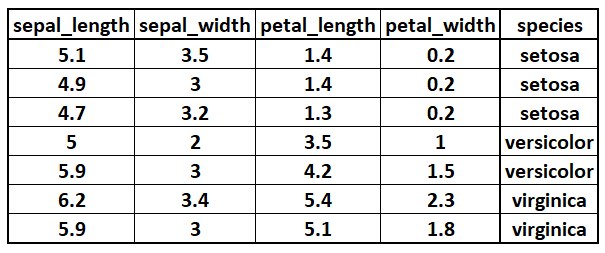 sepal_length sepal_width petal_length petal_width species
5.1 3.5 1.4 0.2 setosa
4.9 3 1.4 0.2 setosa
4.7 3.2 1.3 0.2 setosa
5 2 3.5 1 versicolor
5.9 3 4.2 1.5 versicolor
6.2 3.4 5.4 2.3 virginica
5.9 3 5.1 1.8 virginica